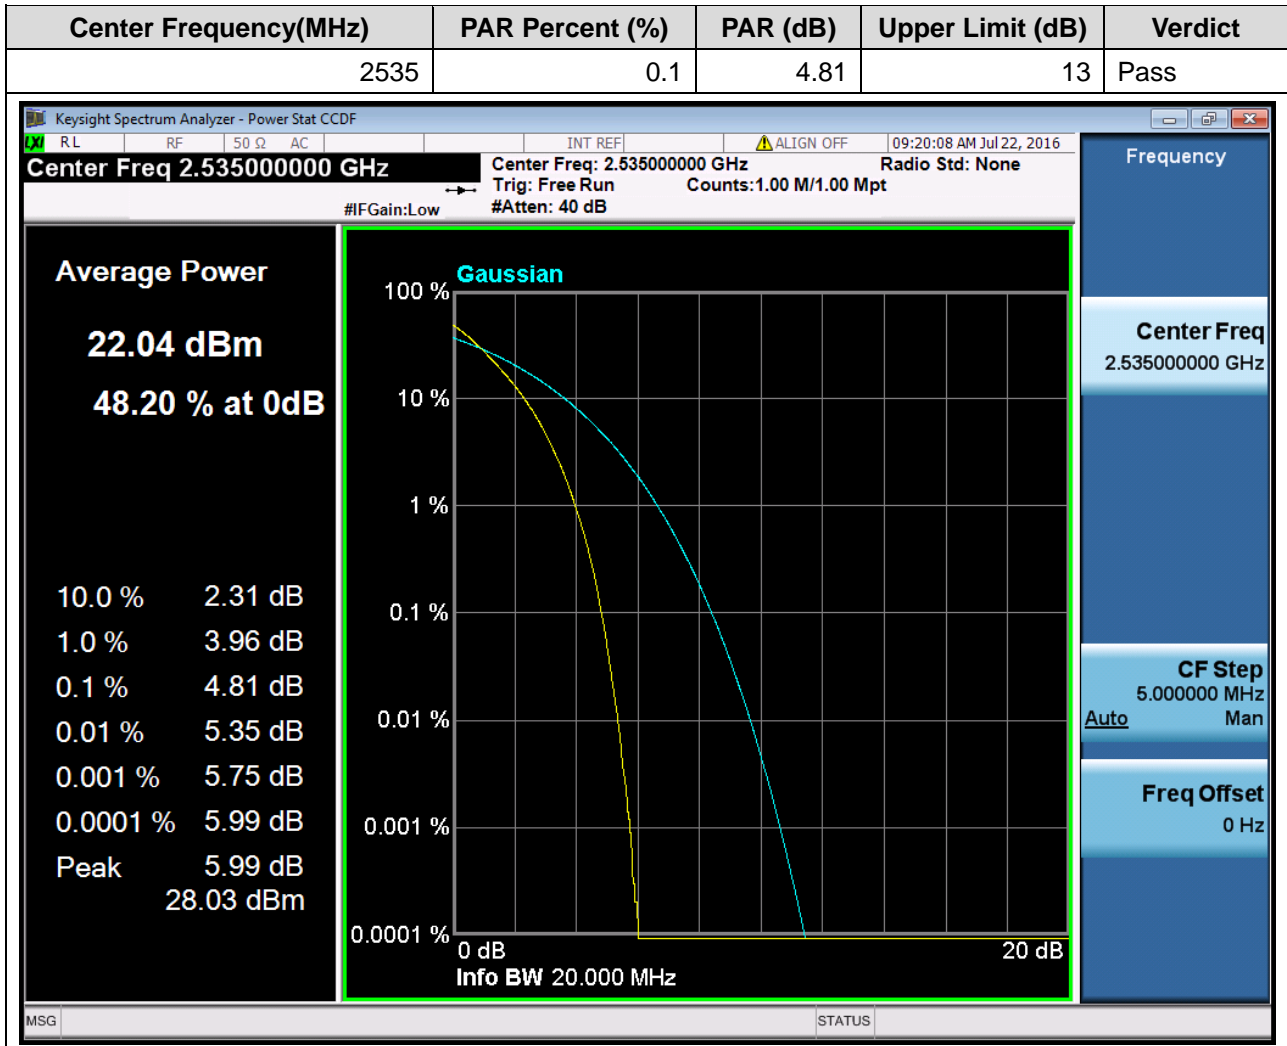 Center Frequency(MHz) PAR Percent (%) PAR (dB) Upper Limit (dB) Verdict
2535 0.1 4.81 13 Pass
Keysight Spectrum Analyzer - Power Stat CCDF
LXI RL RF 50 Ω AC INT REF ALIGN OFF 09:20:08 AM Jul 22, 2016
Center Freq 2.535000000 GHz
Center Freq: 2.535000000 GHz Radio Std: None
Trig: Free Run Counts:1.00 M/1.00 Mpt
#IFGain:Low #Atten: 40 dB
Average Power
22.04 dBm
48.20 % at 0dB
10.0 % 2.31 dB
1.0 % 3.96 dB
0.1 % 4.81 dB
0.01 % 5.35 dB
0.001 % 5.75 dB
0.0001 % 5.99 dB
Peak 5.99 dB
28.03 dBm
Gaussian
100 %
10 %
1 %
0.1 %
0.01 %
0.001 %
0.0001 %
0 dB 20 dB
Info BW 20.000 MHz
Frequency
Center Freq
2.535000000 GHz
CF Step
5.000000 MHz
Auto Man
Freq Offset
0 Hz
MSG STATUS